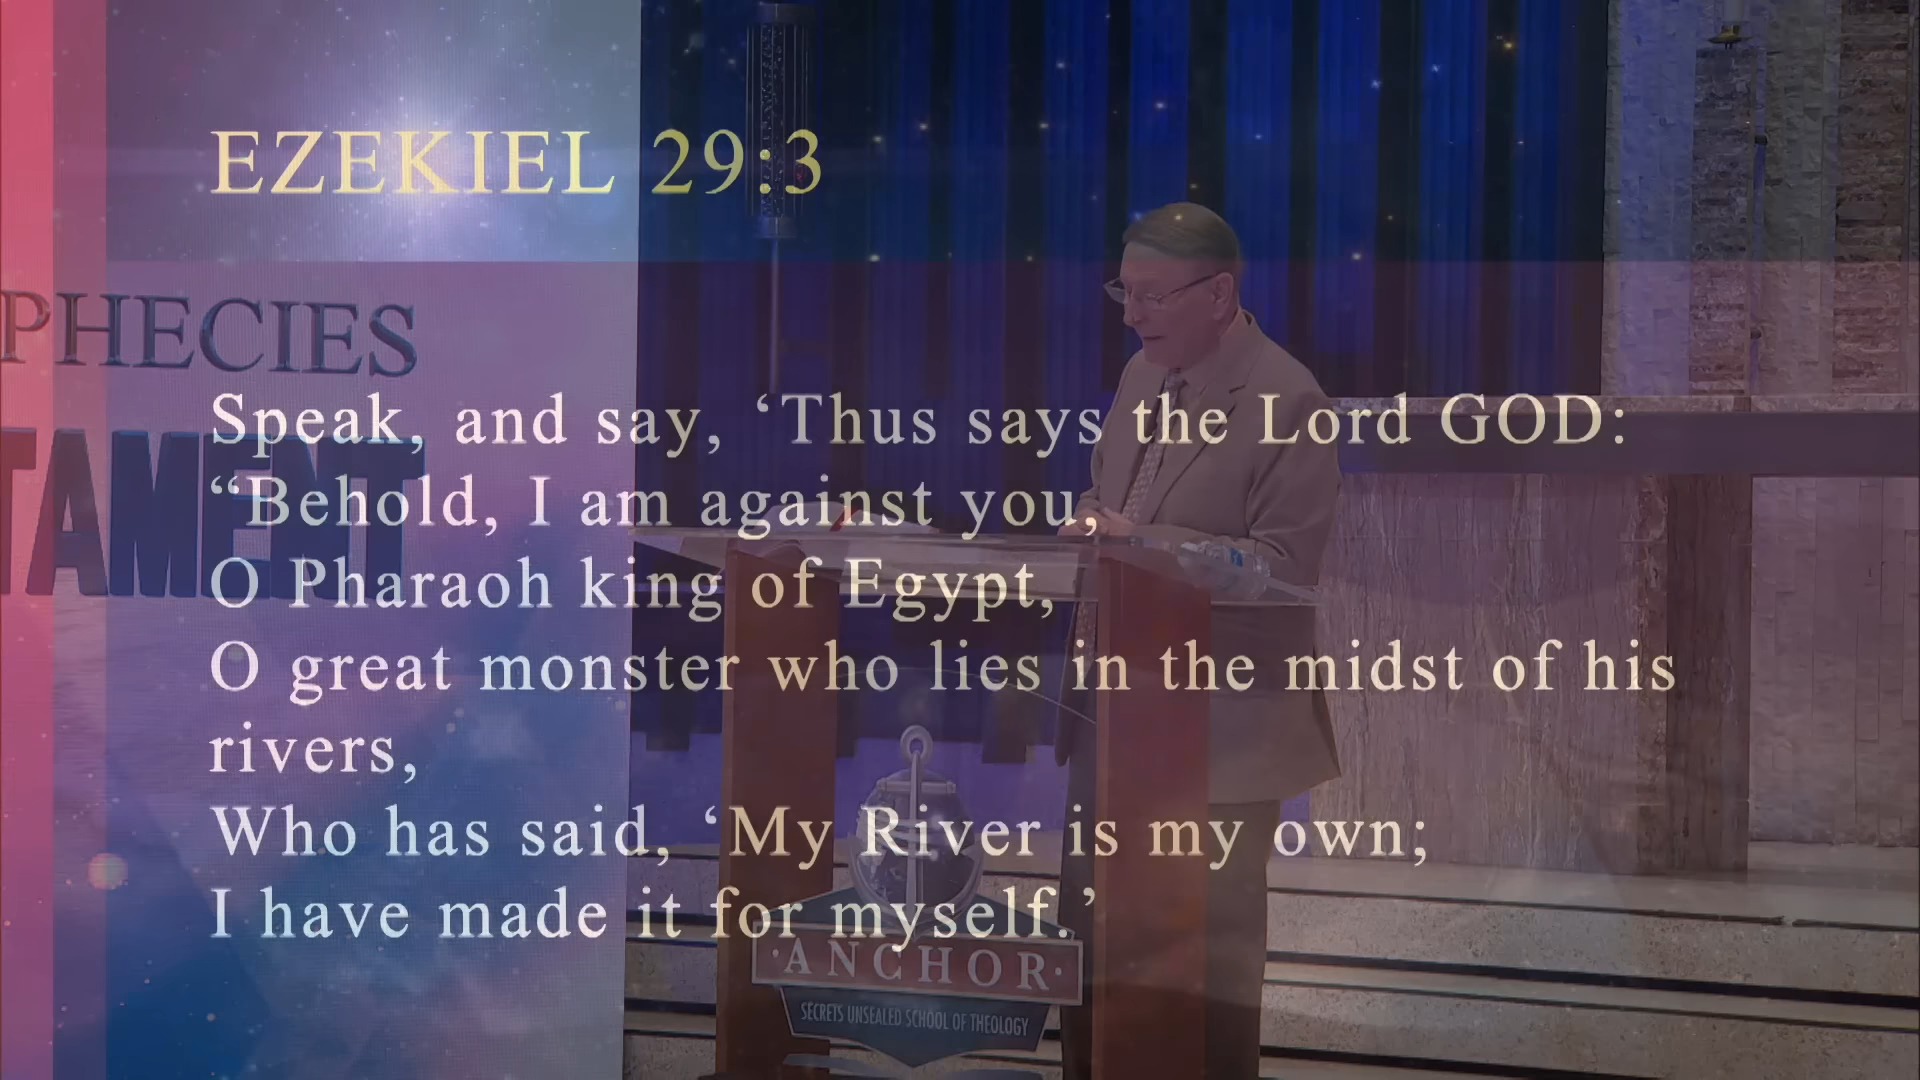 EZEKIEL 29:3
PHECIES
TAMENT
Speak, and say, ‘Thus says the Lord GOD:
“Behold, I am against you,
O Pharaoh king of Egypt,
O great monster who lies in the midst of his
rivers,
Who has said, ‘My River is my own;
I have made it for myself.’
·ANCHOR·
SECRETS UNSEALED SCHOOL OF THEOLOGY